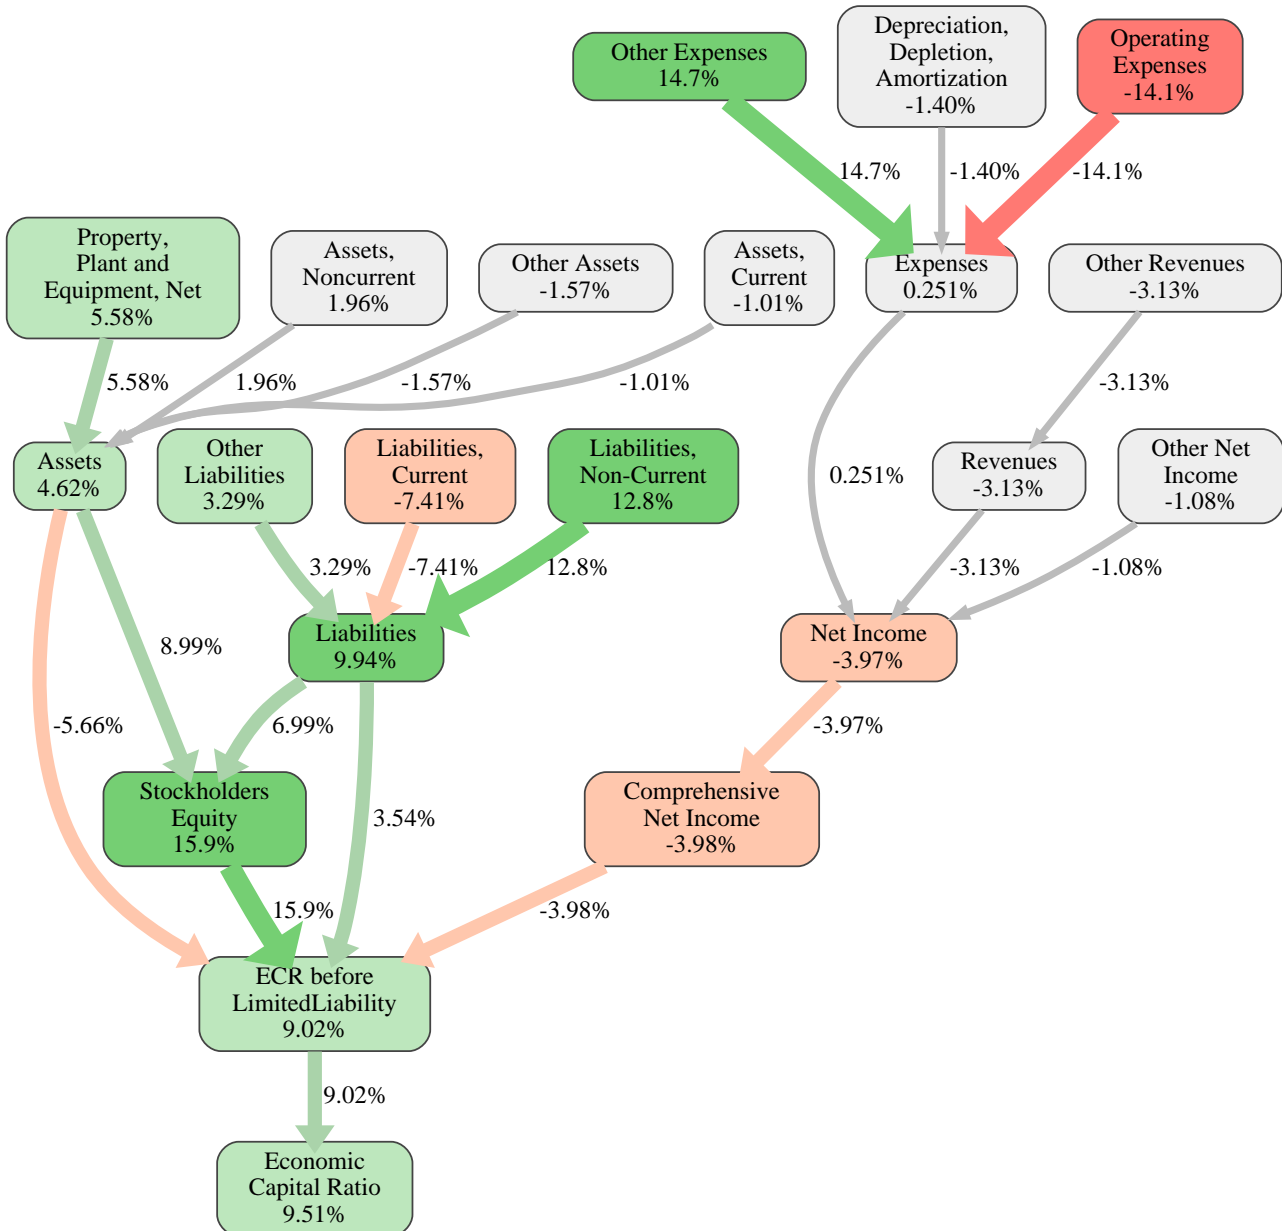 Other Expenses
14.7%
Depreciation,
Depletion,
Amortization
-1.40%
Operating
Expenses
-14.1%
14.7%
-1.40%
-14.1%
Property,
Plant and
Equipment, Net
5.58%
Assets,
Noncurrent
1.96%
Other Assets
-1.57%
Assets,
Current
-1.01%
Expenses
0.251%
Other Revenues
-3.13%
5.58%
1.96%
-1.57%
-1.01%
-3.13%
Assets
4.62%
Other
Liabilities
3.29%
Liabilities,
Current
-7.41%
Liabilities,
Non-Current
12.8%
0.251%
Revenues
-3.13%
Other Net
Income
-1.08%
3.29%
-7.41%
12.8%
-3.13%
-1.08%
8.99%
Liabilities
9.94%
Net Income
-3.97%
-5.66%
6.99%
-3.97%
Stockholders
Equity
15.9%
3.54%
Comprehensive
Net Income
-3.98%
15.9%
-3.98%
ECR before
LimitedLiability
9.02%
9.02%
Economic
Capital Ratio
9.51%